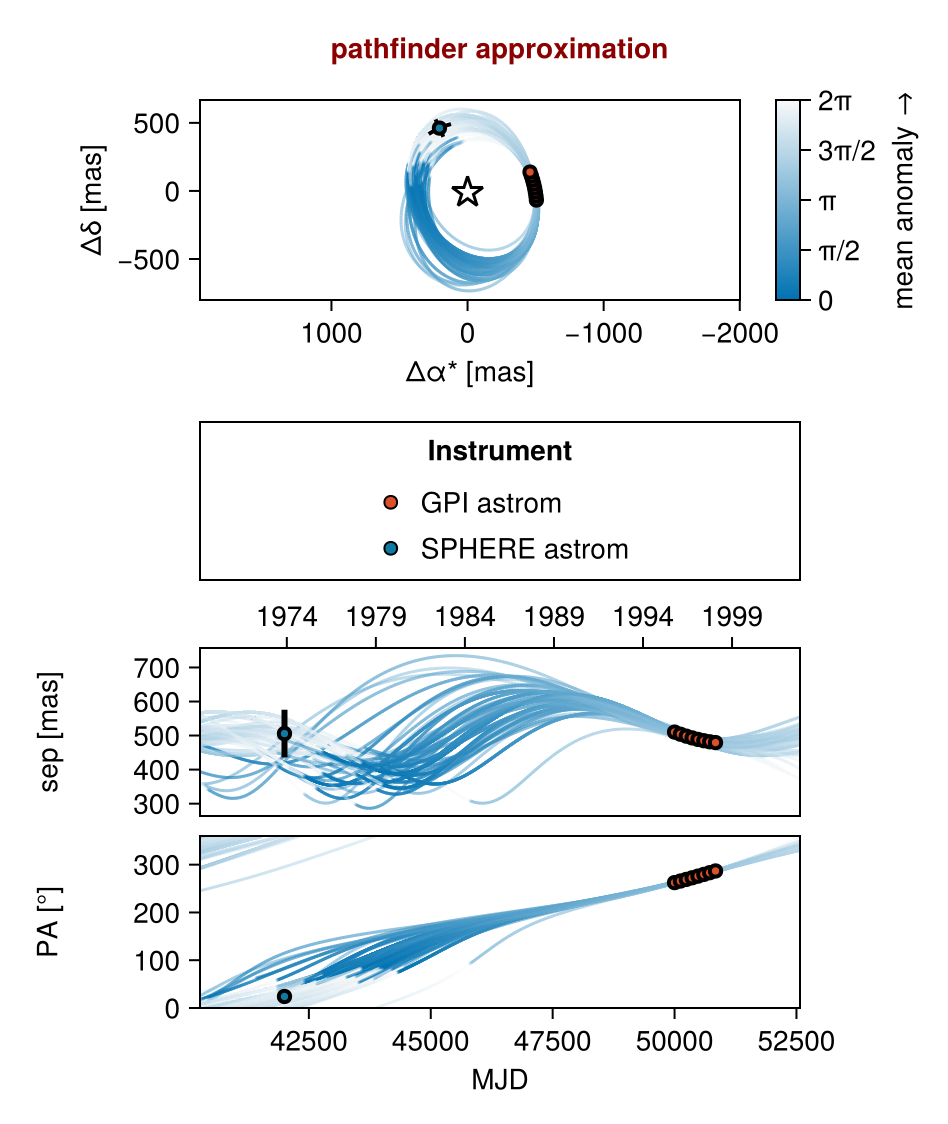 pathfinder approximation
500
0
−500
Δδ [mas]
1000 0 −1000 −2000
Δα* [mas]
2π
3π/2
π
π/2
0
mean anomaly →
Instrument
GPI astrom
SPHERE astrom
1974 1979 1984 1989 1994 1999
700
600
500
400
300
sep [mas]
300
200
100
0
PA [°]
42500 45000 47500 50000 52500
MJD